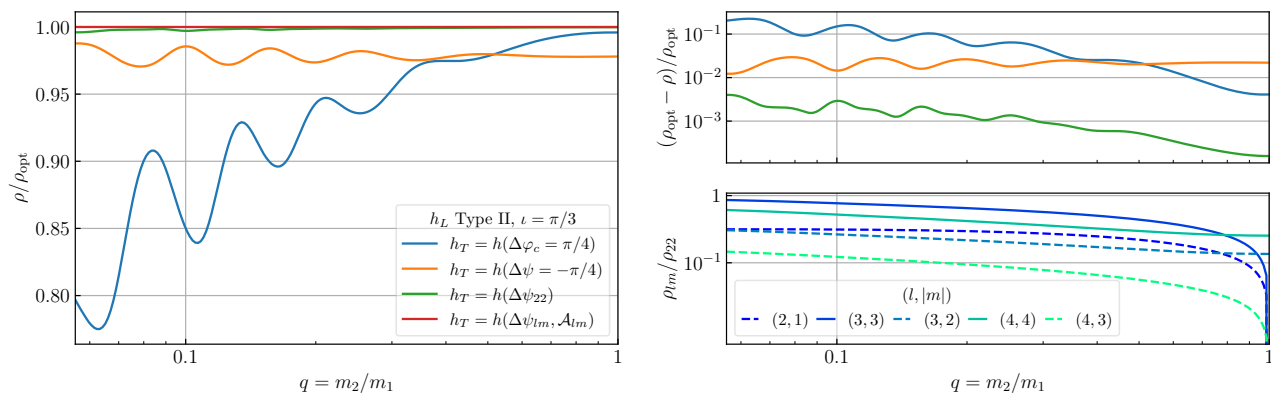 1.00
0.95
0.90
0.85
0.80
ρ/ρ_opt
h_L Type II, ι = π/3
h_T = h(Δφ_c = π/4)
h_T = h(Δψ = −π/4)
h_T = h(Δψ_22)
h_T = h(Δψ_lm, 𝒜_lm)
0.1
1
q = m_2/m_1
10^−1
10^−2
10^−3
(ρ_opt − ρ)/ρ_opt
1
10^−1
ρ_lm/ρ_22
(l, |m|)
(2, 1)
(3, 3)
(3, 2)
(4, 4)
(4, 3)
0.1
1
q = m_2/m_1